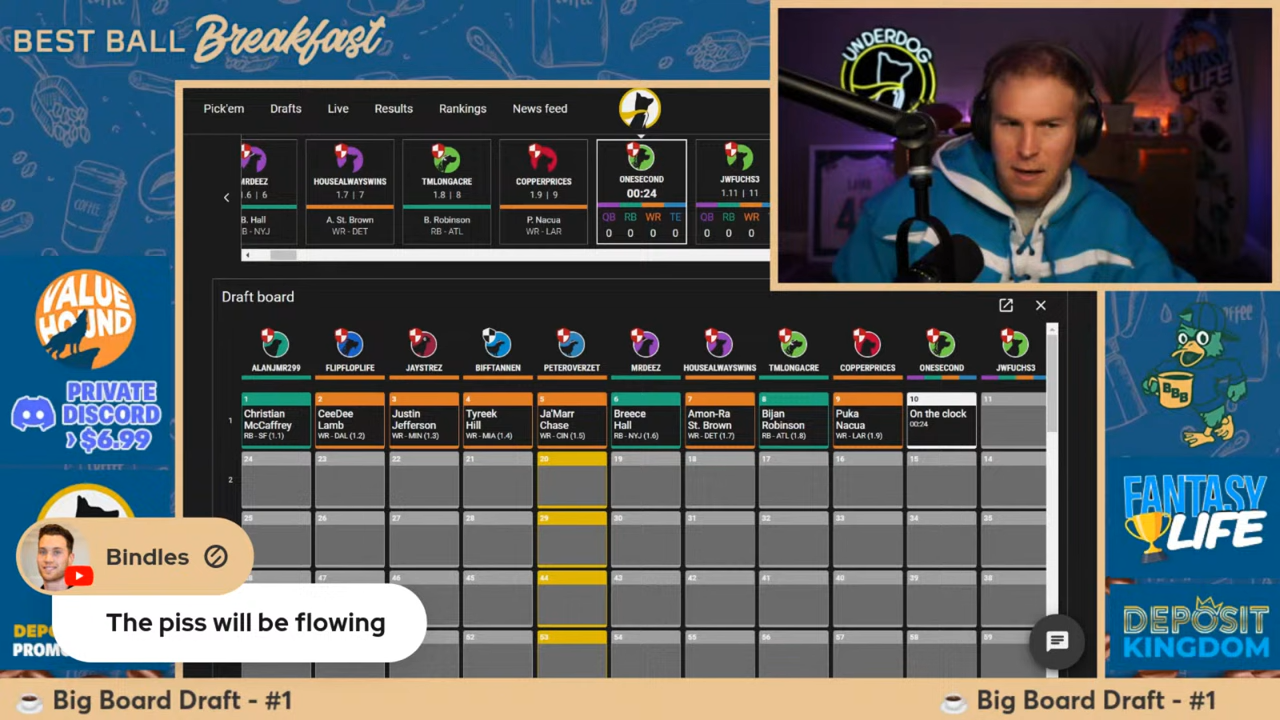 BEST BALL Breakfast
UNDERDOG
Pick'em Drafts Live Results Rankings News feed
MRDEEZ
1.6 | 6
B. Hall
RB - NYJ
HOUSEALWAYSWINS
1.7 | 7
A. St. Brown
WR - DET
TMLONGACRE
1.8 | 8
B. Robinson
RB - ATL
COPPERPRICES
1.9 | 9
P. Nacua
WR - LAR
ONESECOND
00:24
QB RB WR TE
0 0 0 0
JWFUCHS3
1.11 | 11
QB RB WR
0 0 0
Draft board
ALANJMR299 FLIPFLOPLIFE JAYSTREZ BIFFTANNEN PETEROVERZET MRDEEZ HOUSEALWAYSWINS TMLONGACRE COPPERPRICES ONESECOND JWFUCHS3
1
1
Christian
McCaffrey
RB - SF (1.1)
2
CeeDee
Lamb
WR - DAL (1.2)
3
Justin
Jefferson
WR - MIN (1.3)
4
Tyreek
Hill
WR - MIA (1.4)
5
Ja'Marr
Chase
WR - CIN (1.5)
6
Breece
Hall
RB - NYJ (1.6)
7
Amon-Ra
St. Brown
WR - DET (1.7)
8
Bijan
Robinson
RB - ATL (1.8)
9
Puka
Nacua
WR - LAR (1.9)
10
On the clock
00:24
11
2
24 23 22 21 20 19 18 17 16 15 14
25 26 27 28 29 30 31 32 33 34 35
47 46 45 44 43 42 41 40 39 38
52 53 54 55 56 57 58 59
VALUE
HOUND
PRIVATE
DISCORD
> $6.99
Bindles
The piss will be flowing
PROMO
BBB
FANTASY
LIFE
DEPOSIT
KINGDOM
Big Board Draft - #1
Big Board Draft - #1